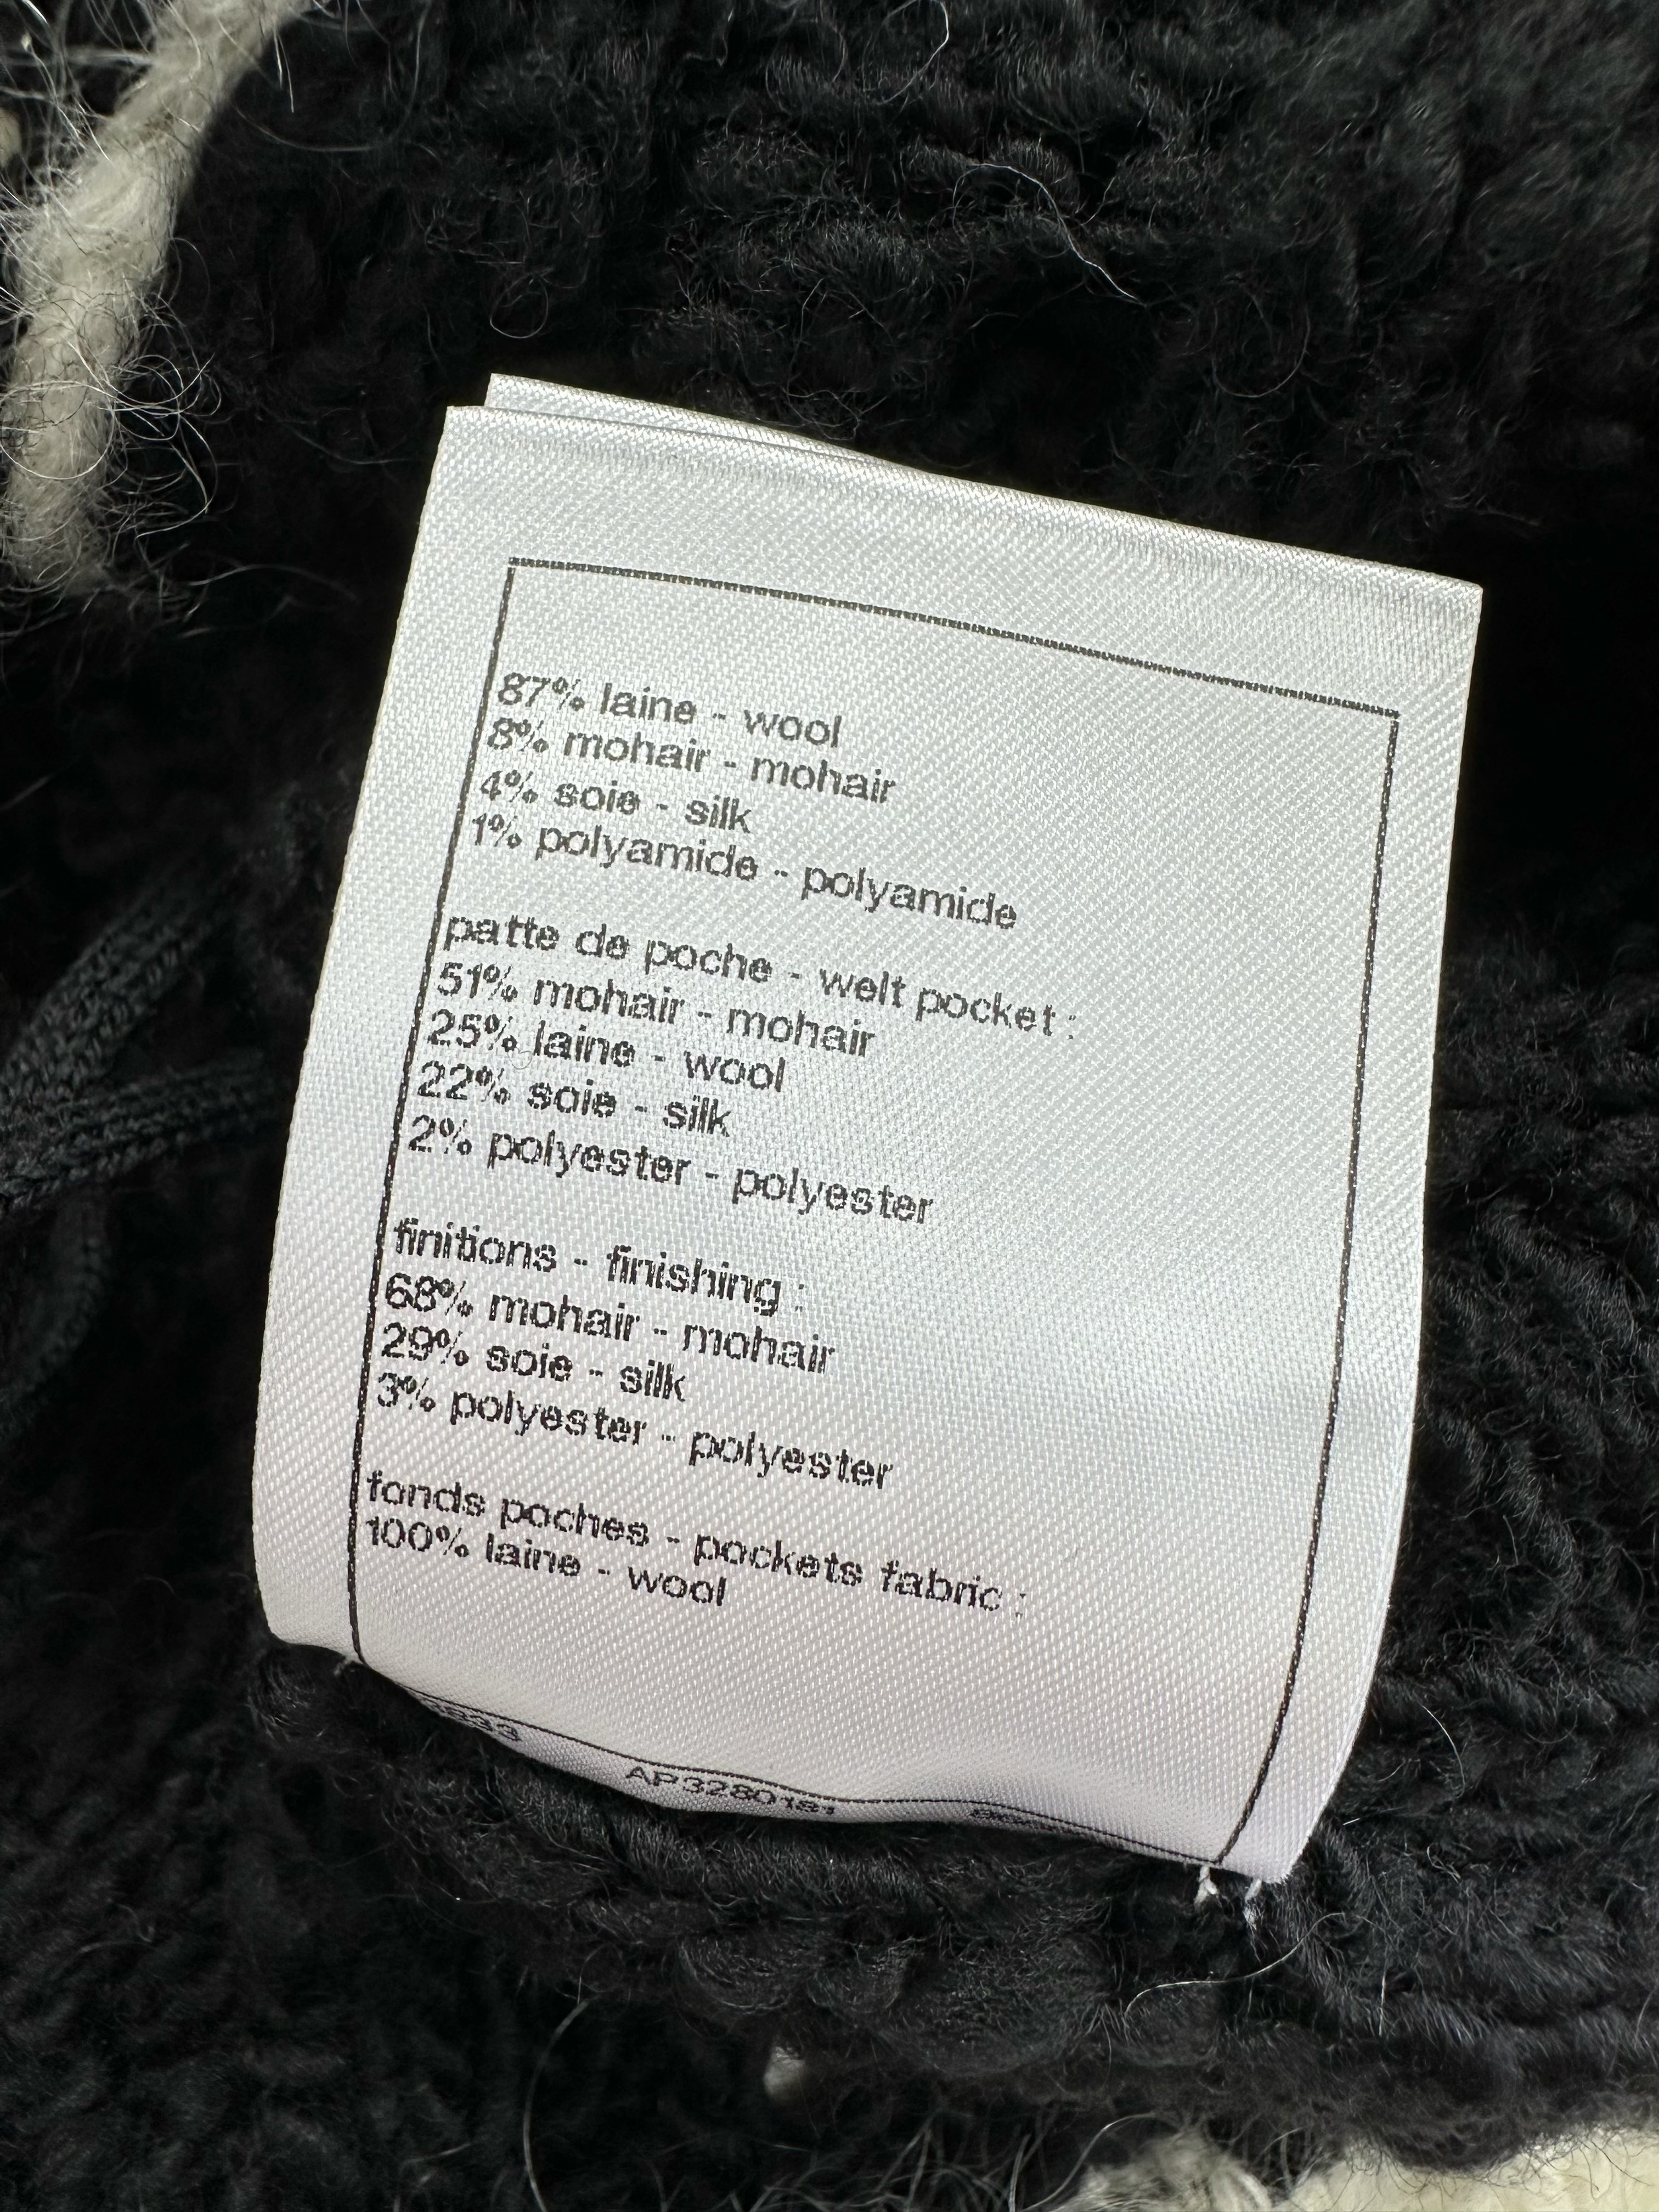 87% laine - wool
8% mohair - mohair
4% soie - silk
1% polyamide - polyamide
patte de poche - welt pocket :
51% mohair - mohair
25% laine - wool
22% soie - silk
2% polyester - polyester
finitions - finishing :
68% mohair - mohair
29% soie - silk
3% polyester - polyester
fonds poches - pockets fabric :
100% laine - wool